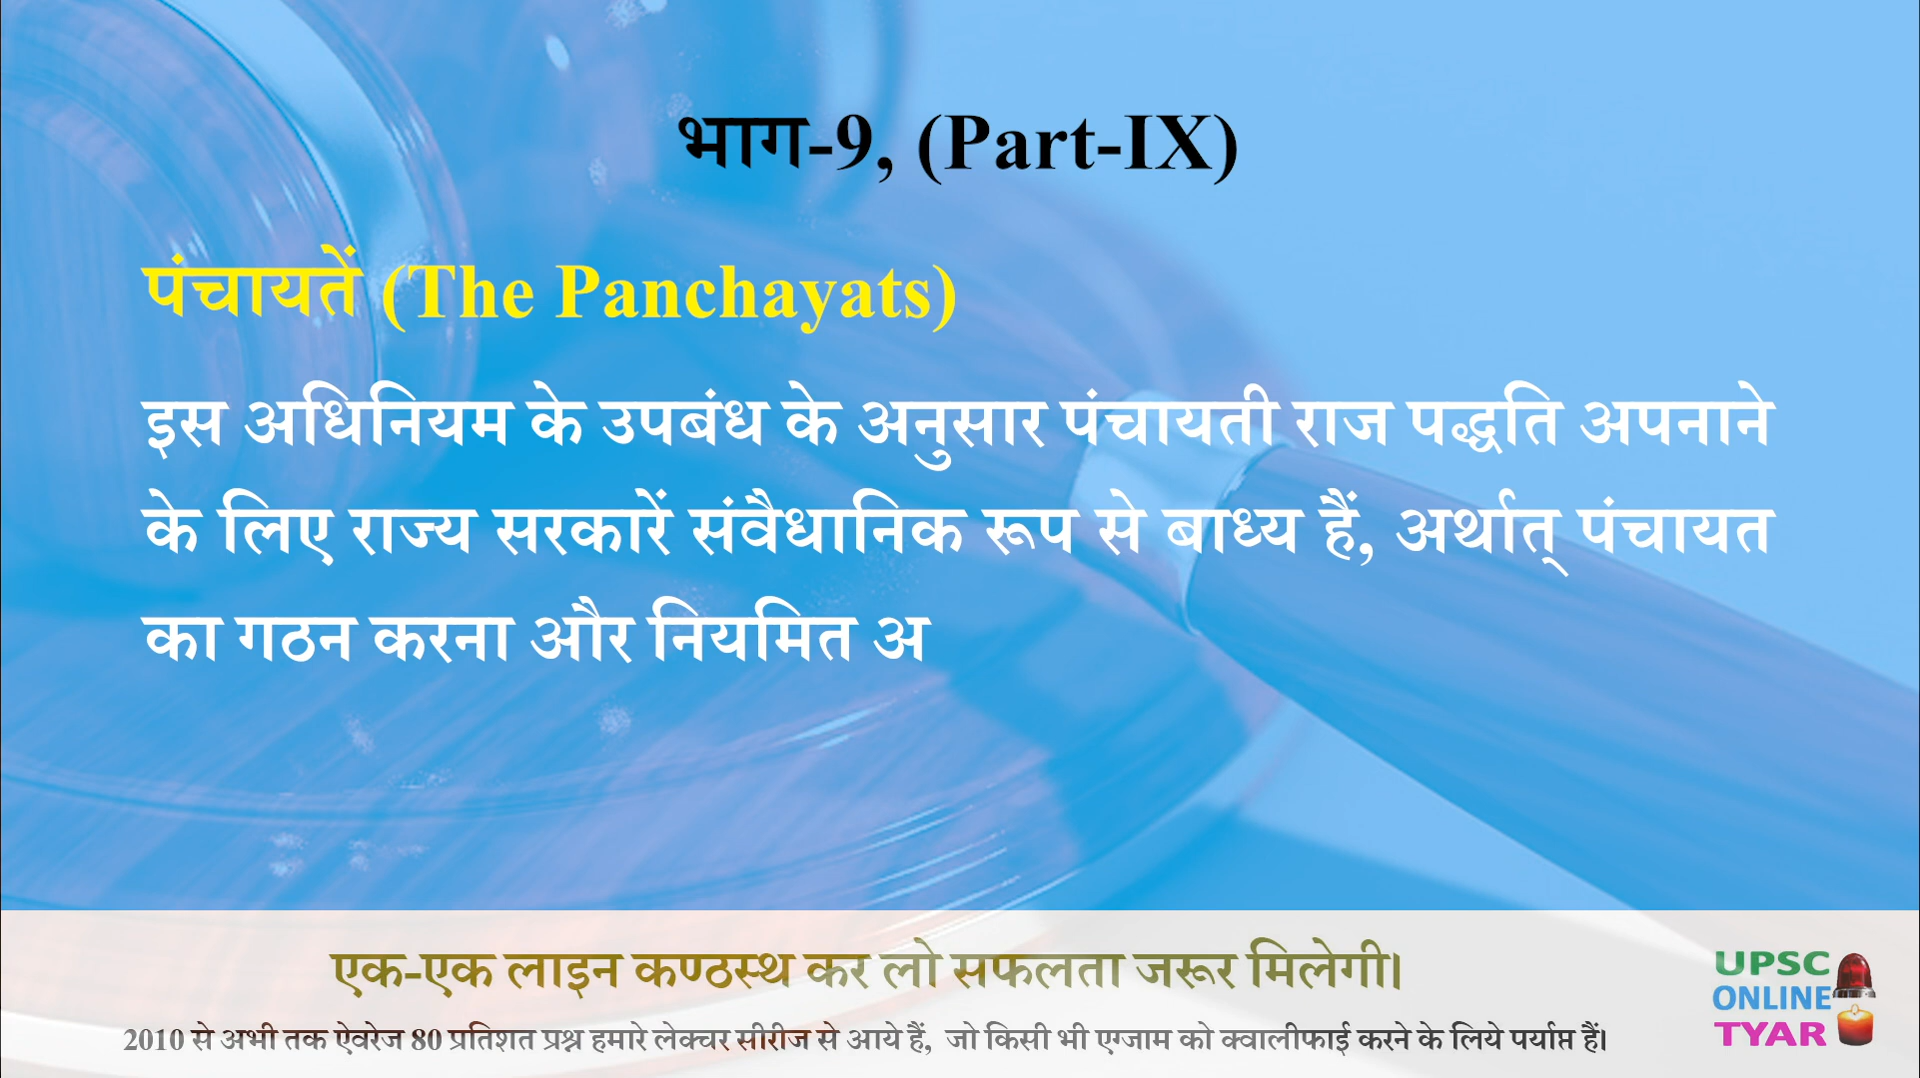 भाग-9, (Part-IX)
पंचायतें (The Panchayats)
इस अधिनियम के उपबंध के अनुसार पंचायती राज पद्धति अपनाने
के लिए राज्य सरकारें संवैधानिक रूप से बाध्य हैं, अर्थात् पंचायत
का गठन करना और नियमित अ
एक-एक लाइन कण्ठस्थ कर लो सफलता जरूर मिलेगी।
2010 से अभी तक ऐवरेज 80 प्रतिशत प्रश्न हमारे लेक्चर सीरीज से आये हैं, जो किसी भी एग्जाम को क्वालीफाई करने के लिये पर्याप्त हैं।
UPSC
ONLINE
TYAR